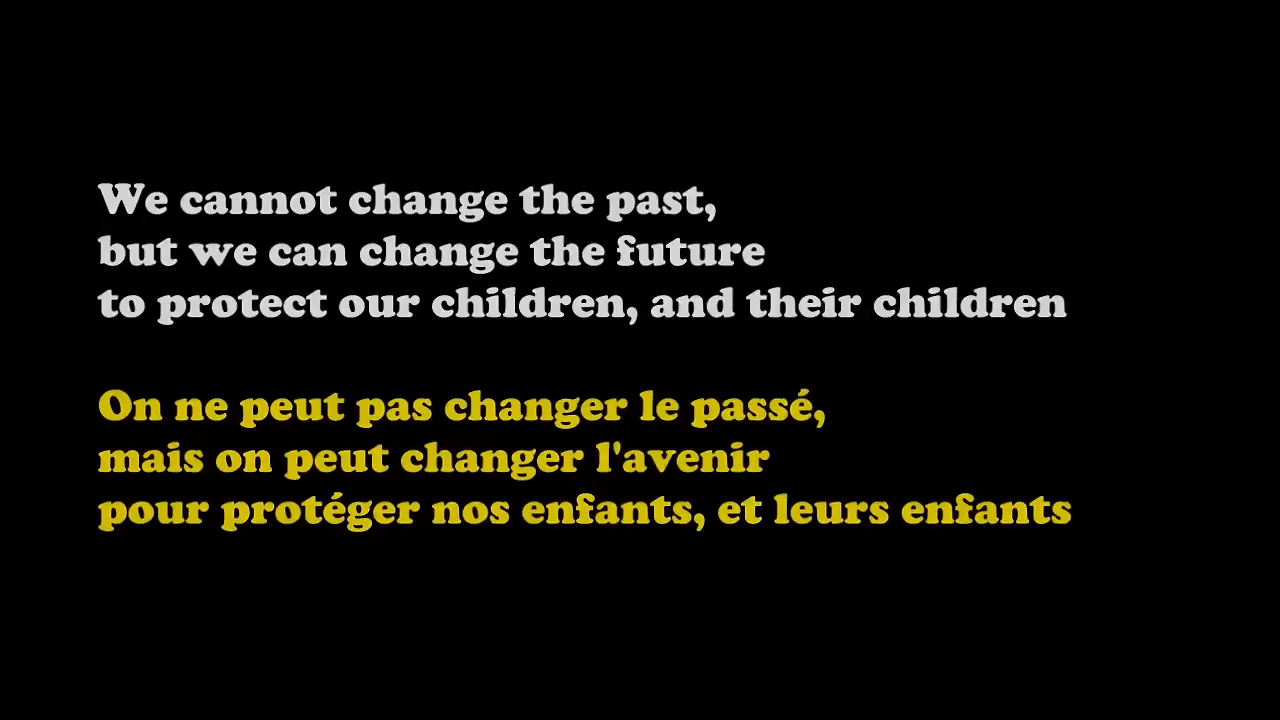 We cannot change the past,
but we can change the future
to protect our children, and their children
On ne peut pas changer le passé,
mais on peut changer l'avenir
pour protéger nos enfants, et leurs enfants